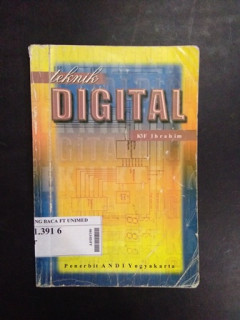 teknik
DIGITAL
KF Ibrahim
NG BACA FT UNIMED
1,391 6
Penerbit ANDI Yogyakarta